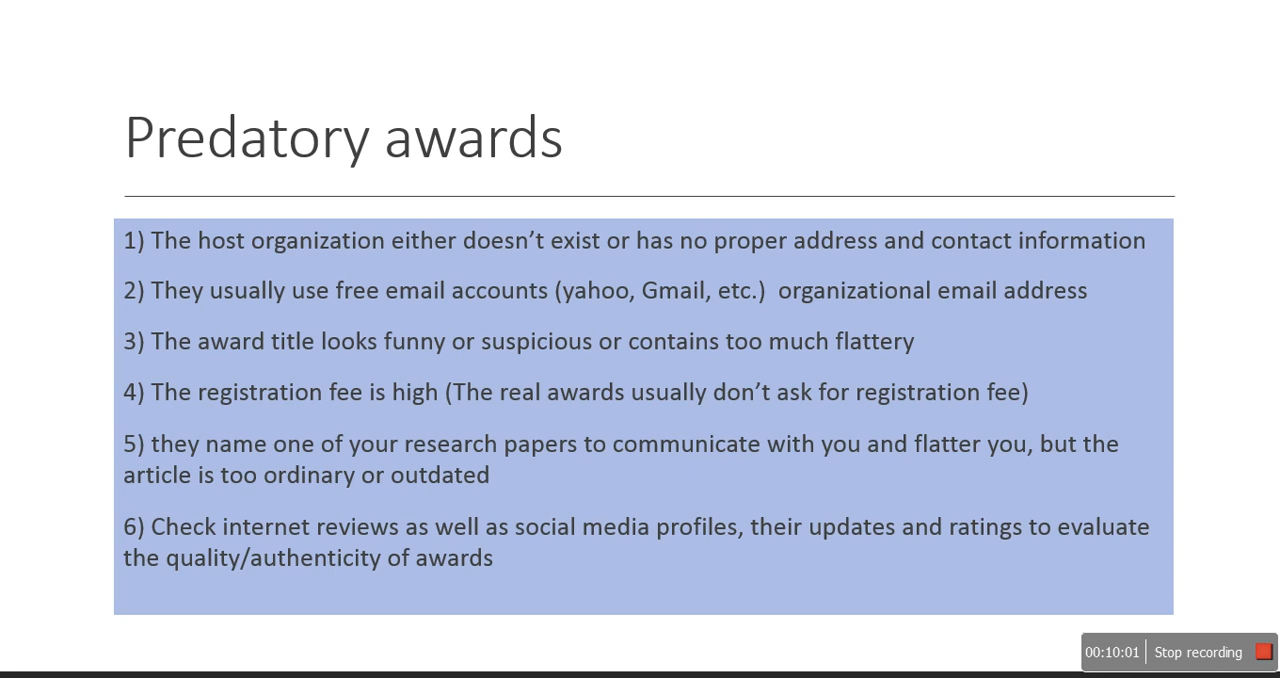 Predatory awards
1) The host organization either doesn’t exist or has no proper address and contact information
2) They usually use free email accounts (yahoo, Gmail, etc.)  organizational email address
3) The award title looks funny or suspicious or contains too much flattery
4) The registration fee is high (The real awards usually don’t ask for registration fee)
5) they name one of your research papers to communicate with you and flatter you, but the
article is too ordinary or outdated
6) Check internet reviews as well as social media profiles, their updates and ratings to evaluate
the quality/authenticity of awards
00:10:01 Stop recording